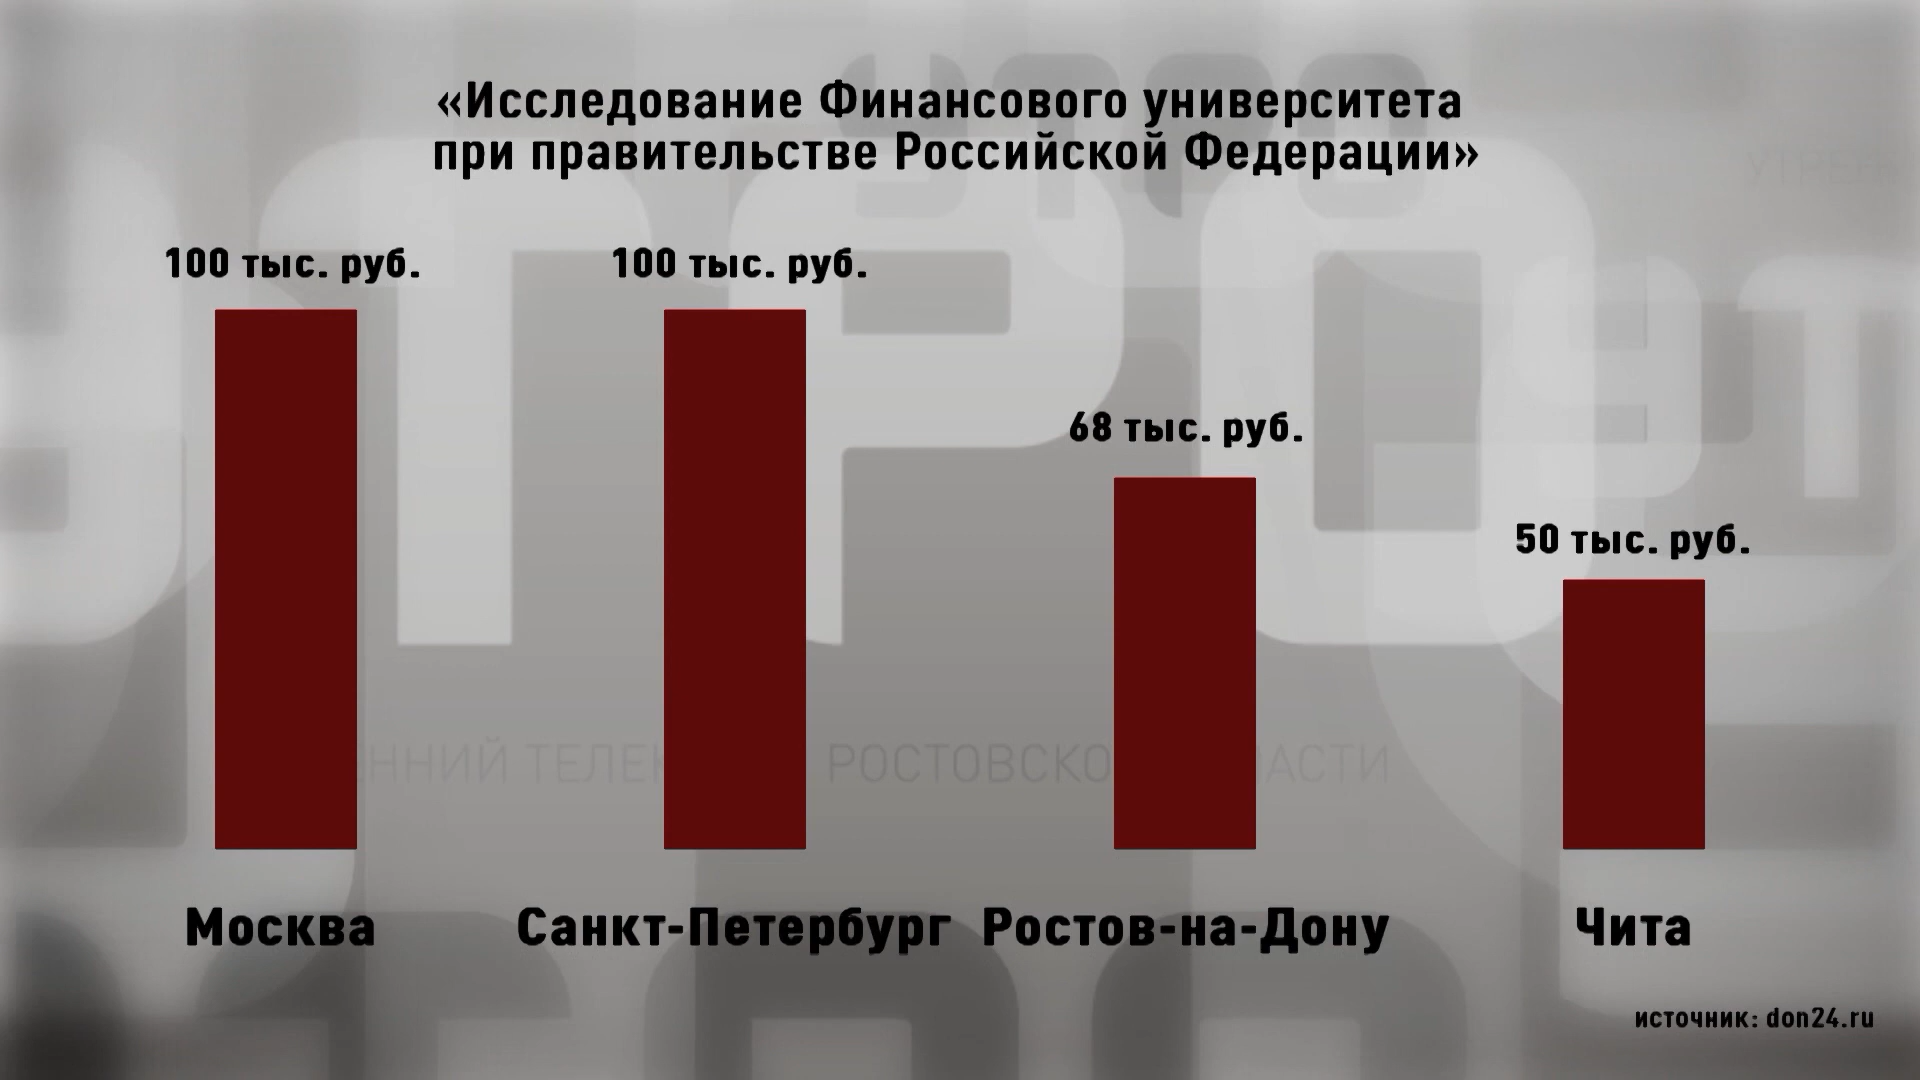 «Исследование Финансового университета
при правительстве Российской Федерации»
100 тыс. руб.
100 тыс. руб.
68 тыс. руб.
50 тыс. руб.
Москва
Санкт-Петербург
Ростов-на-Дону
Чита
источник: don24.ru